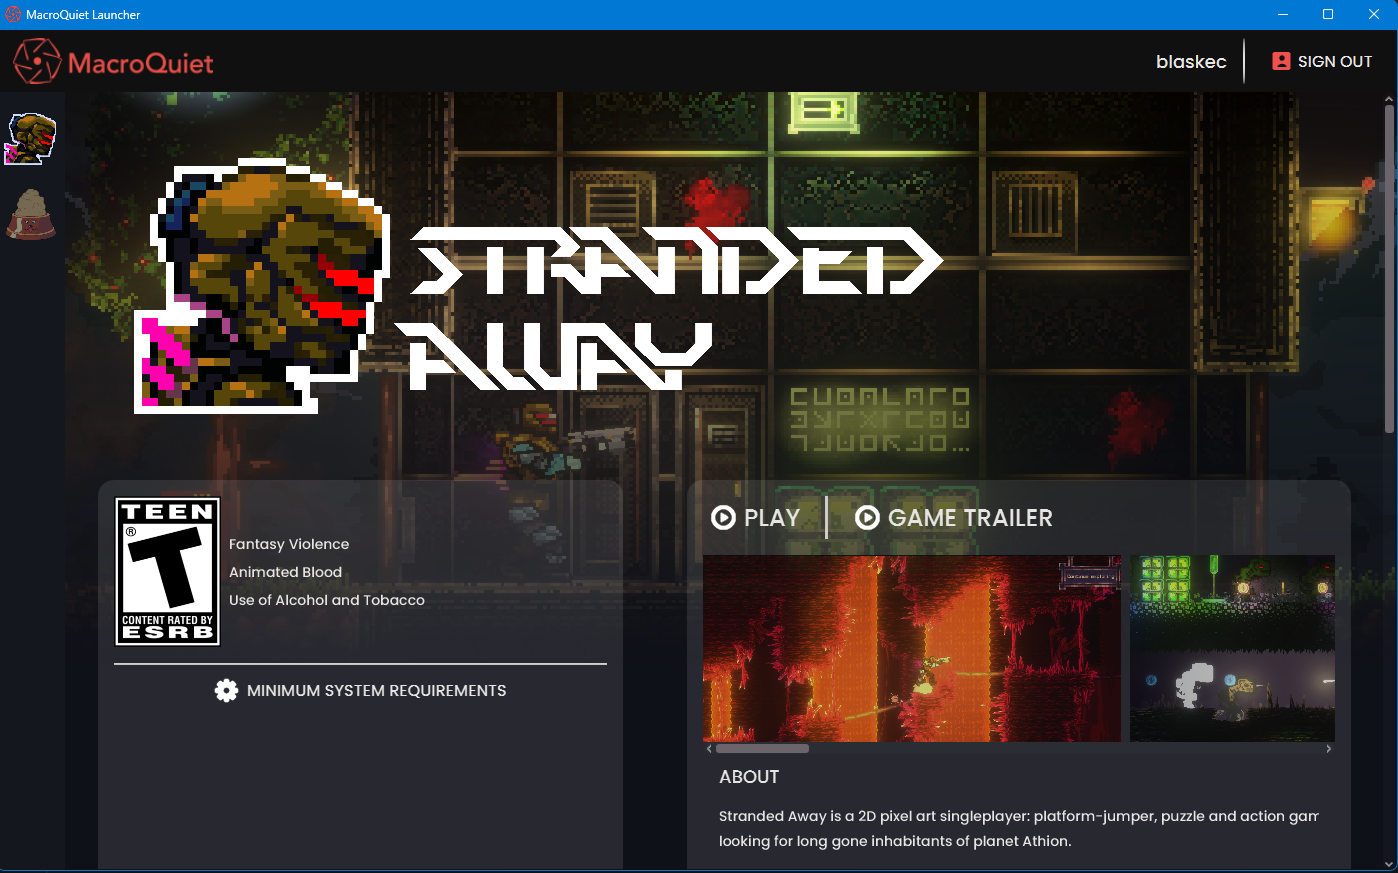 MacroQuiet Launcher
MacroQuiet
blaskec
SIGN OUT
STRANDED
AWAY
TEEN
T
®
CONTENT RATED BY
ESRB
Fantasy Violence
Animated Blood
Use of Alcohol and Tobacco
MINIMUM SYSTEM REQUIREMENTS
PLAY
GAME TRAILER
Continue exploring
ABOUT
Stranded Away is a 2D pixel art singleplayer: platform-jumper, puzzle and action gam
looking for long gone inhabitants of planet Athion.